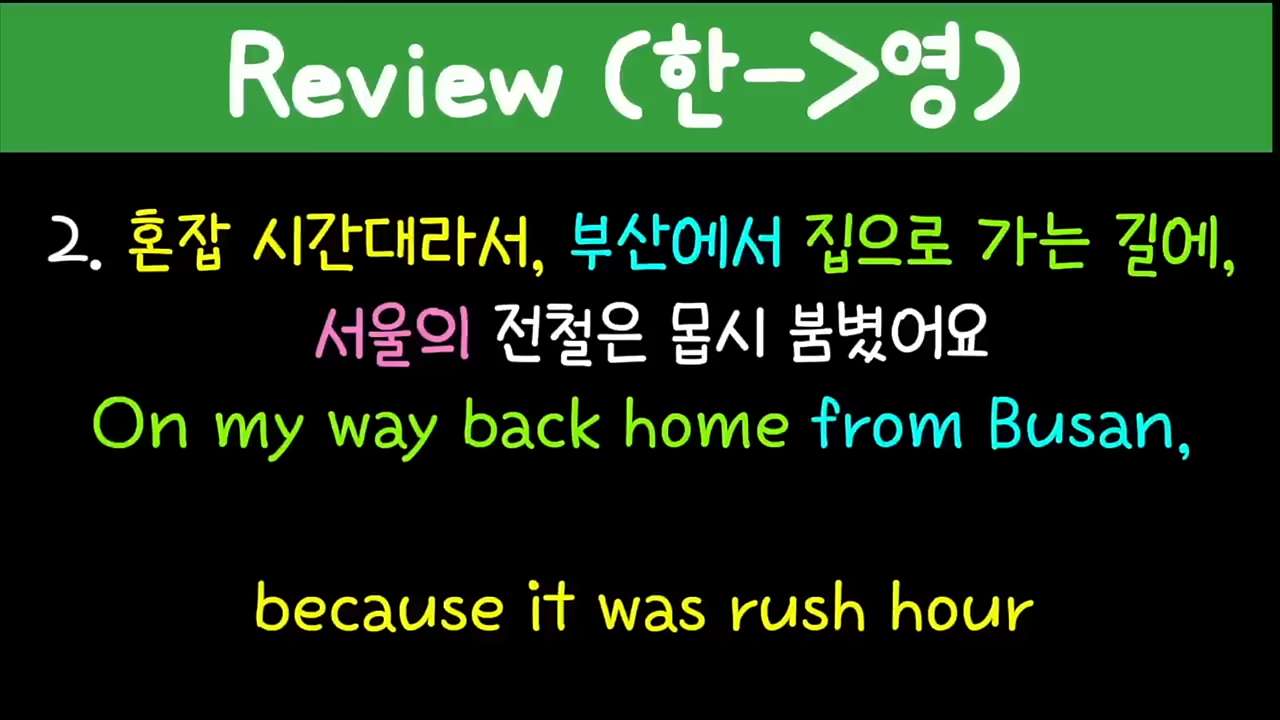 Review (한->영)
2. 혼잡 시간대라서, 부산에서 집으로 가는 길에,
서울의 전철은 몹시 붐볐어요
On my way back home from Busan,
because it was rush hour